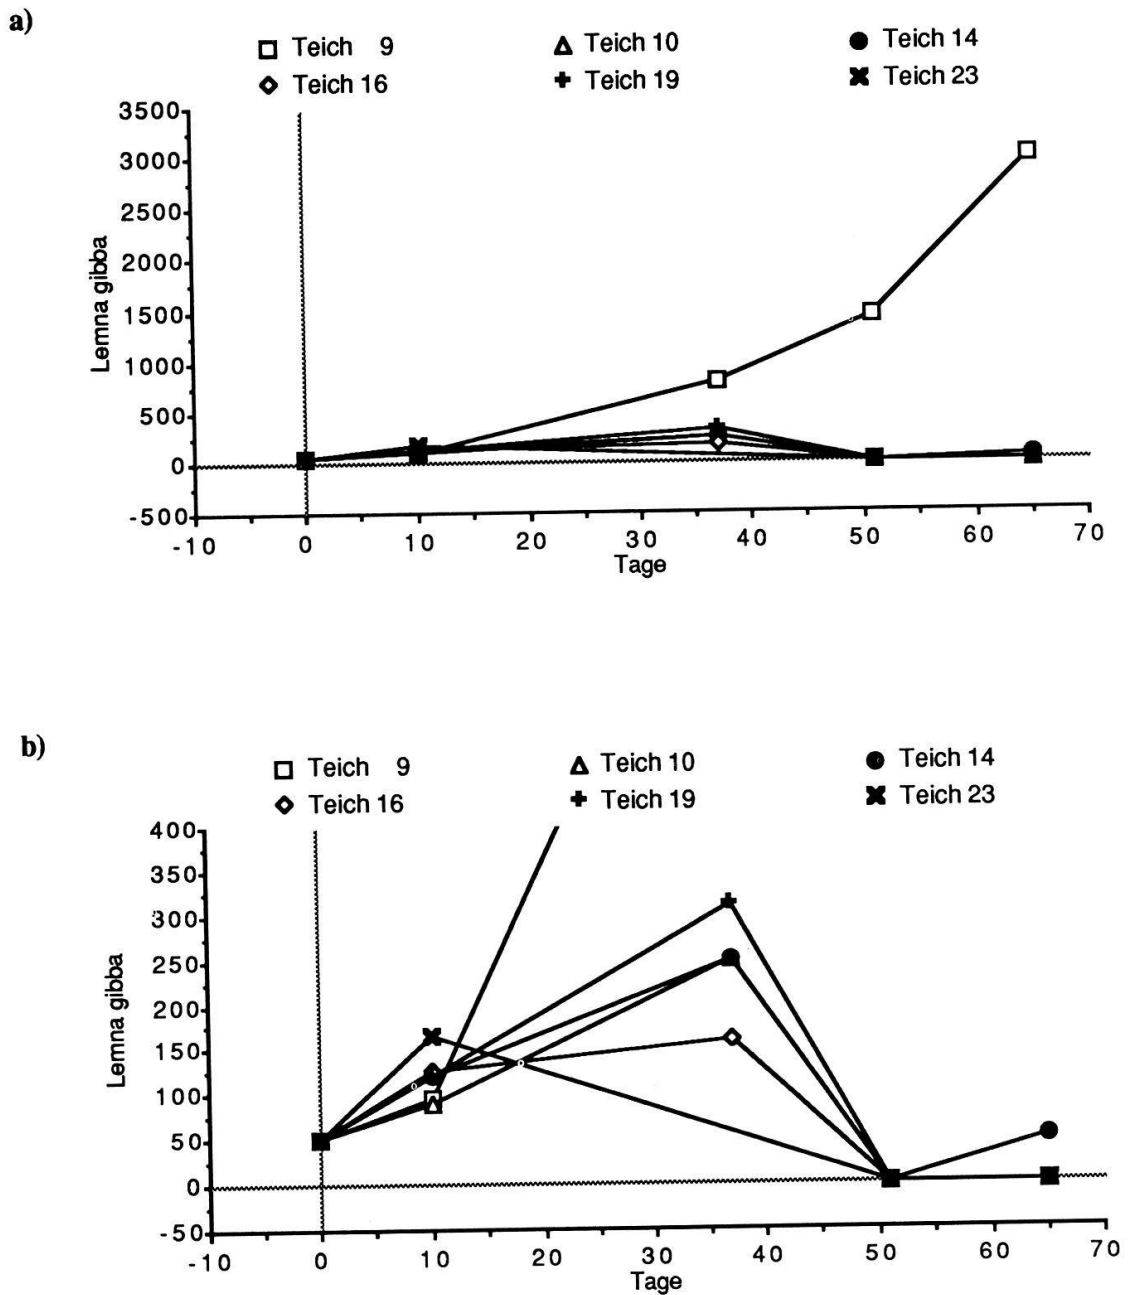 a)
Teich 9 Teich 10 Teich 14
Teich 16 Teich 19 Teich 23
3500
3000
2500
2000
1500
1000
500
0
-500
Lemna gibba
-10 0 10 20 30 40 50 60 70
Tage
b)
Teich 9 Teich 10 Teich 14
Teich 16 Teich 19 Teich 23
400
350
300
250
200
150
100
50
0
-50
Lemna gibba
-10 0 10 20 30 40 50 60 70
Tage